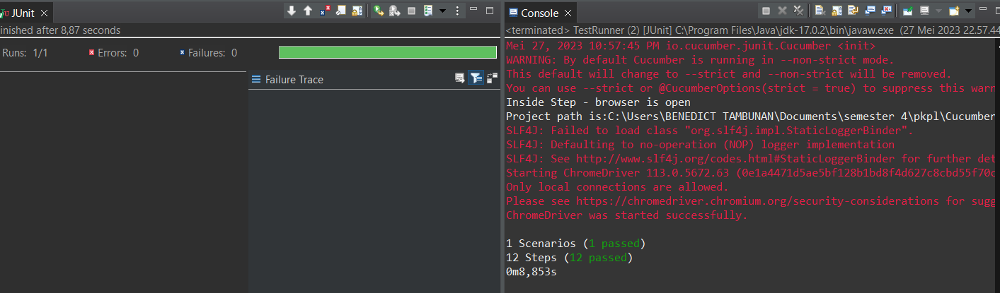 JUnit
inished after 8,87 seconds
Runs: 1/1 Errors: 0 Failures: 0
Failure Trace
Console
<terminated> TestRunner (2) [JUnit] C:\Program Files\Java\jdk-17.0.2\bin\javaw.exe (27 Mei 2023 22.57.44
Mei 27, 2023 10:57:45 PM io.cucumber.junit.Cucumber <init>
WARNING: By default Cucumber is running in --non-strict mode.
This default will change to --strict and --non-strict will be removed.
You can use --strict or @CucumberOptions(strict = true) to suppress this warn
Inside Step - browser is open
Project path is:C:\Users\BENEDICT TAMBUNAN\Documents\semester 4\pkpl\Cucumber
SLF4J: Failed to load class "org.slf4j.impl.StaticLoggerBinder".
SLF4J: Defaulting to no-operation (NOP) logger implementation
SLF4J: See http://www.slf4j.org/codes.html#StaticLoggerBinder for further det
Starting ChromeDriver 113.0.5672.63 (0e1a4471d5ae5bf128b1bd8f4d627c8cbd55f70c
Only local connections are allowed.
Please see https://chromedriver.chromium.org/security-considerations for sugg
ChromeDriver was started successfully.
1 Scenarios (1 passed)
12 Steps (12 passed)
0m8,853s